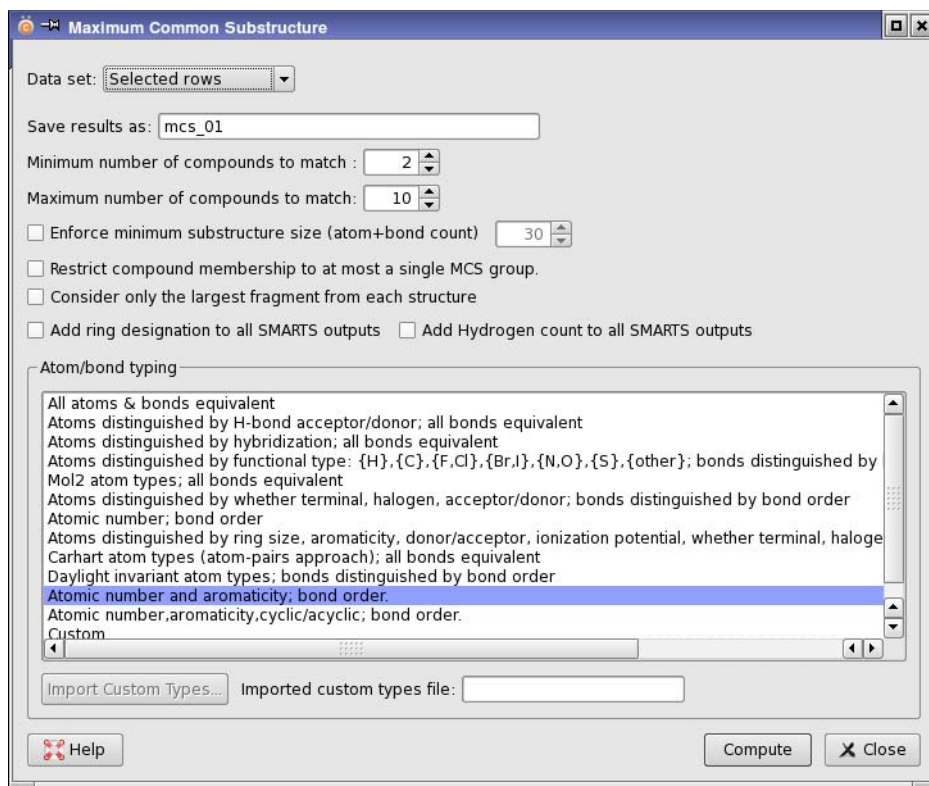 Maximum Common Substructure
Data set: Selected rows
Save results as: mcs_01
Minimum number of compounds to match : 2
Maximum number of compounds to match: 10
Enforce minimum substructure size (atom+bond count) 30
Restrict compound membership to at most a single MCS group.
Consider only the largest fragment from each structure
Add ring designation to all SMARTS outputs Add Hydrogen count to all SMARTS outputs
Atom/bond typing
All atoms & bonds equivalent
Atoms distinguished by H-bond acceptor/donor; all bonds equivalent
Atoms distinguished by hybridization; all bonds equivalent
Atoms distinguished by functional type: {H},{C},{F,Cl},{Br,I},{N,O},{S},{other}; bonds distinguished by
Mol2 atom types; all bonds equivalent
Atoms distinguished by whether terminal, halogen, acceptor/donor; bonds distinguished by bond order
Atomic number; bond order
Atoms distinguished by ring size, aromaticity, donor/acceptor, ionization potential, whether terminal, haloge
Carhart atom types (atom-pairs approach); all bonds equivalent
Daylight invariant atom types; bonds distinguished by bond order
Atomic number and aromaticity; bond order.
Atomic number,aromaticity,cyclic/acyclic; bond order.
Custom
Import Custom Types... Imported custom types file:
Help Compute Close